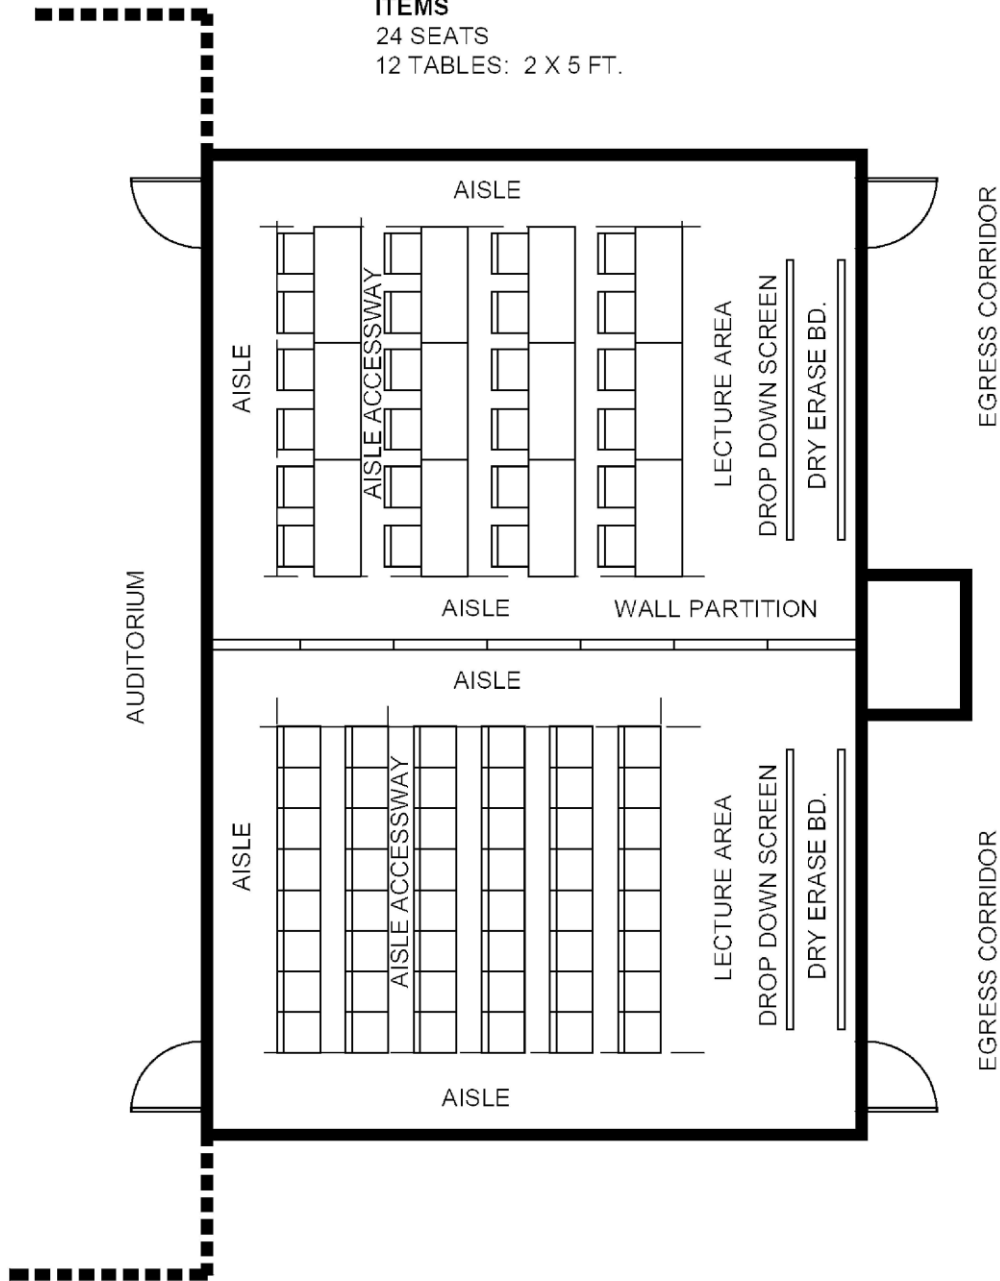 ITEMS
24 SEATS
12 TABLES: 2 X 5 FT.
AISLE
EGRESS CORRIDOR
AISLE
AISLE ACCESSWAY
LECTURE AREA
DROP DOWN SCREEN
DRY ERASE BD.
AUDITORIUM
AISLE
WALL PARTITION
AISLE
AISLE
AISLE ACCESSWAY
LECTURE AREA
DROP DOWN SCREEN
DRY ERASE BD.
EGRESS CORRIDOR
AISLE